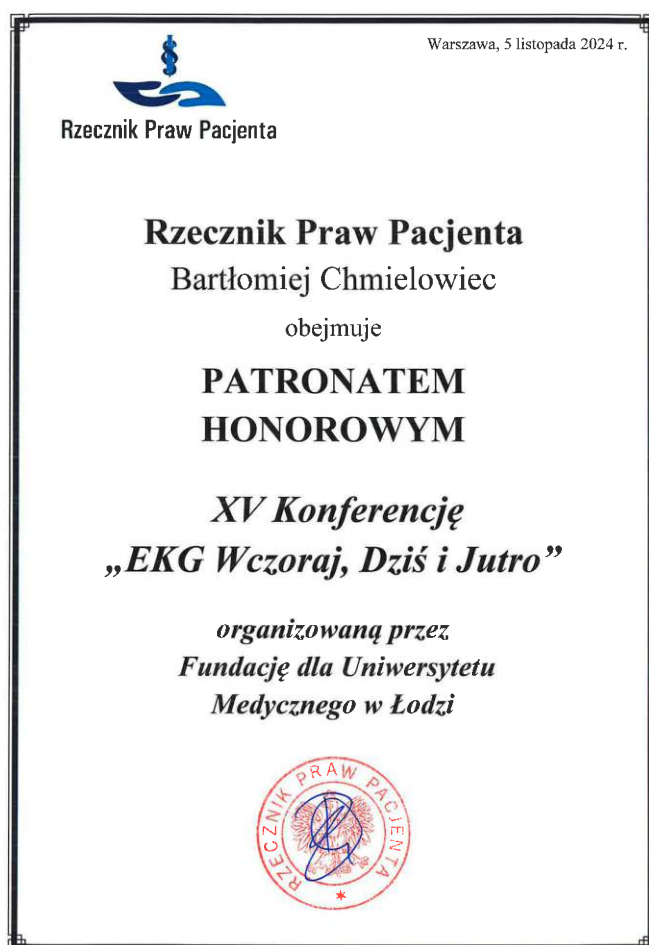 Warszawa, 5 listopada 2024 r.
Rzecznik Praw Pacjenta
Rzecznik Praw Pacjenta
Bartłomiej Chmielowiec
obejmuje
PATRONATEM
HONOROWYM
XV Konferencję
„EKG Wczoraj, Dziś i Jutro”
organizowaną przez
Fundację dla Uniwersytetu
Medycznego w Łodzi
RZECZNIK PRAW PACJENTA *